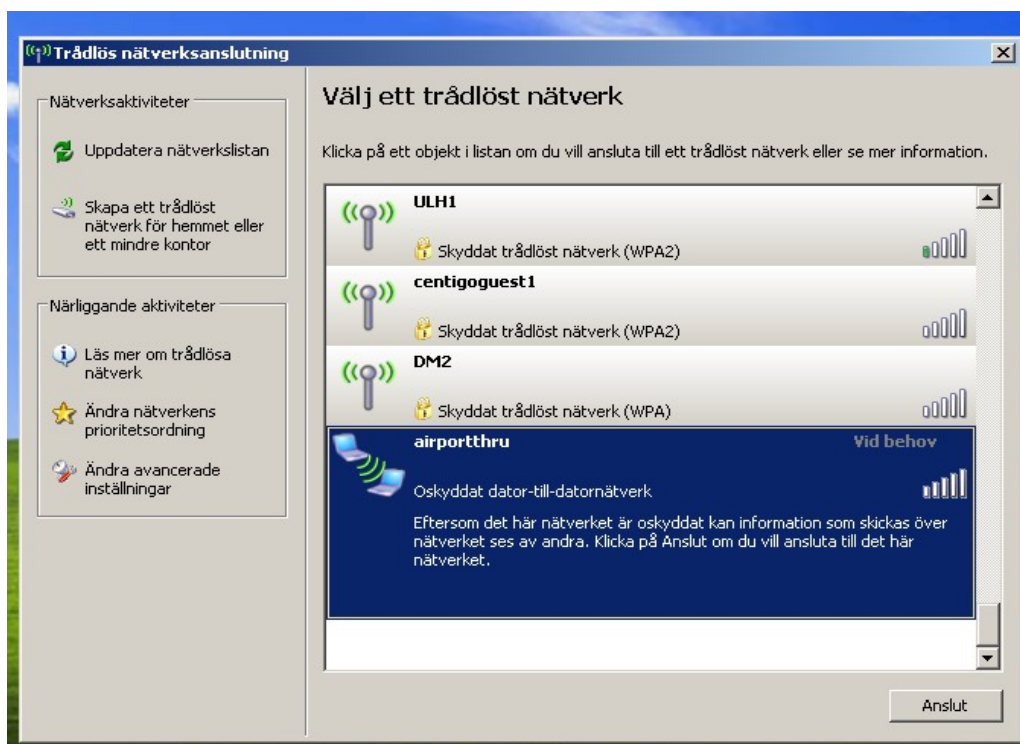 Trådlös nätverksanslutning
Nätverksaktiviteter
Uppdatera nätverkslistan
Skapa ett trådlöst
nätverk för hemmet eller
ett mindre kontor
Närliggande aktiviteter
Läs mer om trådlösa
nätverk
Ändra nätverkens
prioritetsordning
Ändra avancerade
inställningar
Välj ett trådlöst nätverk
Klicka på ett objekt i listan om du vill ansluta till ett trådlöst nätverk eller se mer information.
ULH1
Skyddat trådlöst nätverk (WPA2)
centigoguest1
Skyddat trådlöst nätverk (WPA2)
DM2
Skyddat trådlöst nätverk (WPA)
airportthru Vid behov
Oskyddat dator-till-datornätverk
Eftersom det här nätverket är oskyddat kan information som skickas över
nätverket ses av andra. Klicka på Anslut om du vill ansluta till det här
nätverket.
Anslut